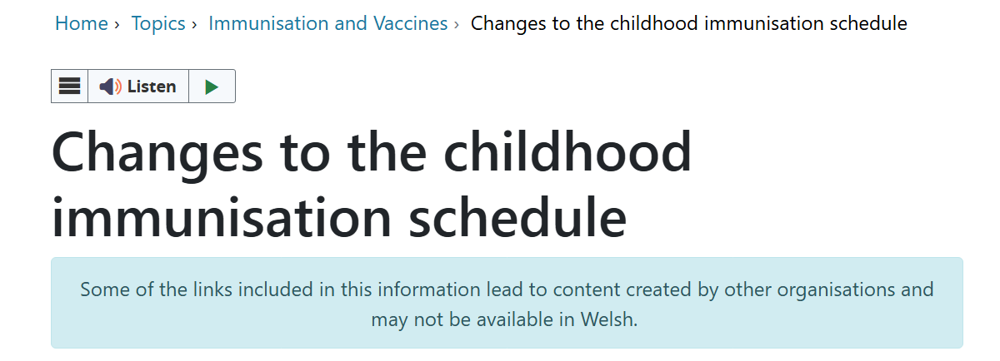 Home › Topics › Immunisation and Vaccines › Changes to the childhood immunisation schedule
Listen
Changes to the childhood
immunisation schedule
Some of the links included in this information lead to content created by other organisations and
may not be available in Welsh.